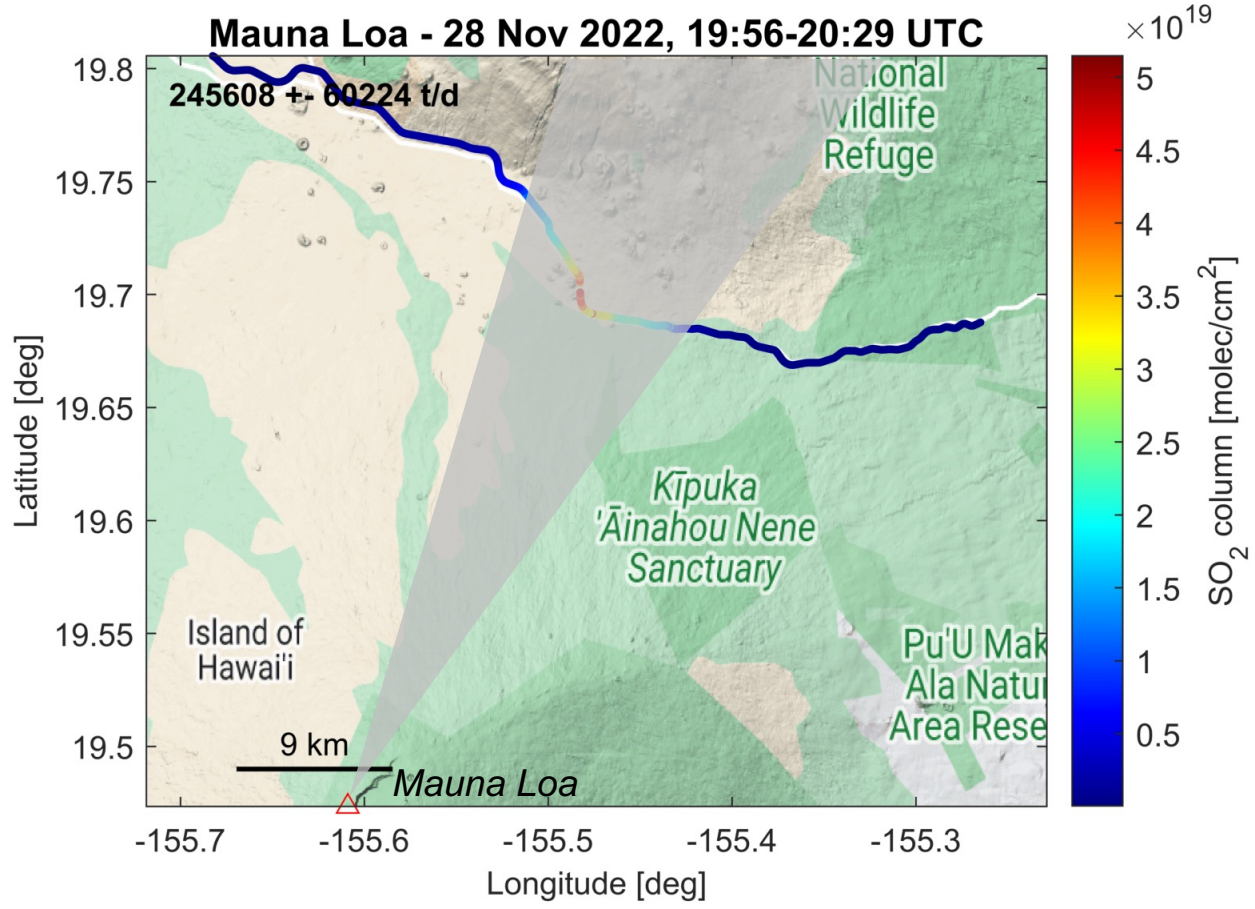 Mauna Loa - 28 Nov 2022, 19:56-20:29 UTC
×10¹⁹
245608 +- 60224 t/d
National
Wildlife
Refuge
Kīpuka
'Āinahou Nene
Sanctuary
Island of
Hawai'i
Pu'U Mak
Ala Natur
Area Rese
9 km
Mauna Loa
19.8
19.75
19.7
19.65
19.6
19.55
19.5
Latitude [deg]
-155.7
-155.6
-155.5
-155.4
-155.3
Longitude [deg]
5
4.5
4
3.5
3
2.5
2
1.5
1
0.5
SO₂ column [molec/cm²]